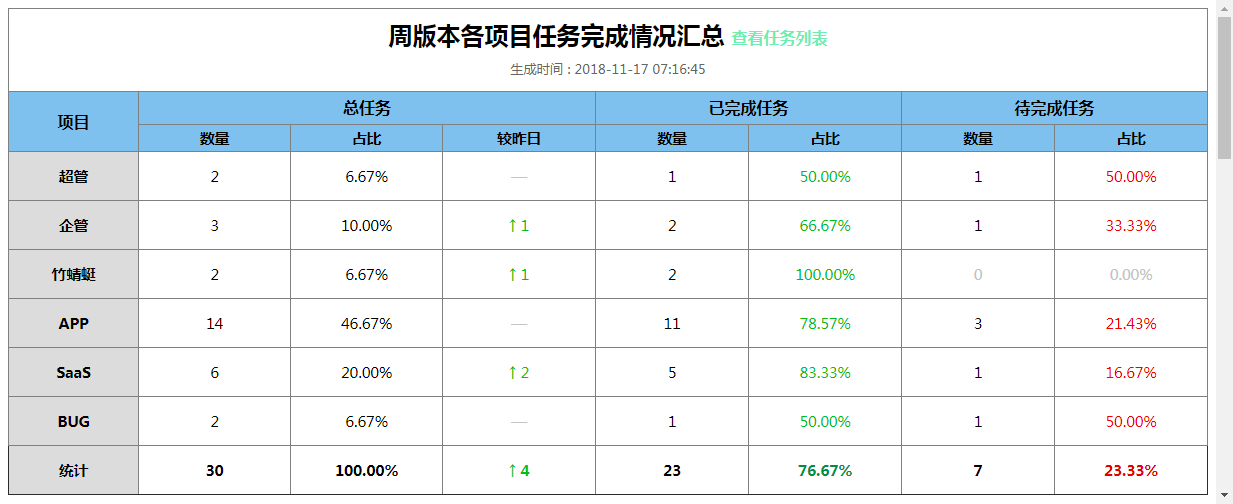 周版本各项目任务完成情况汇总 查看任务列表
生成时间 : 2018-11-17 07:16:45
项目 总任务 已完成任务 待完成任务
数量 占比 较昨日 数量 占比 数量 占比
超管 2 6.67% — 1 50.00% 1 50.00%
企管 3 10.00% ↑ 1 2 66.67% 1 33.33%
竹蜻蜓 2 6.67% ↑ 1 2 100.00% 0 0.00%
APP 14 46.67% — 11 78.57% 3 21.43%
SaaS 6 20.00% ↑ 2 5 83.33% 1 16.67%
BUG 2 6.67% — 1 50.00% 1 50.00%
统计 30 100.00% ↑ 4 23 76.67% 7 23.33%